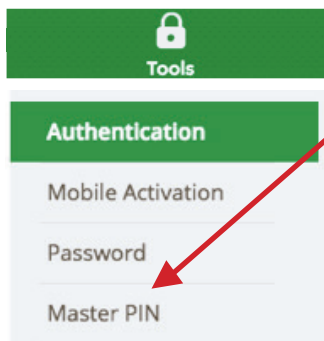 Tools
Authentication
Mobile Activation
Password
Master PIN